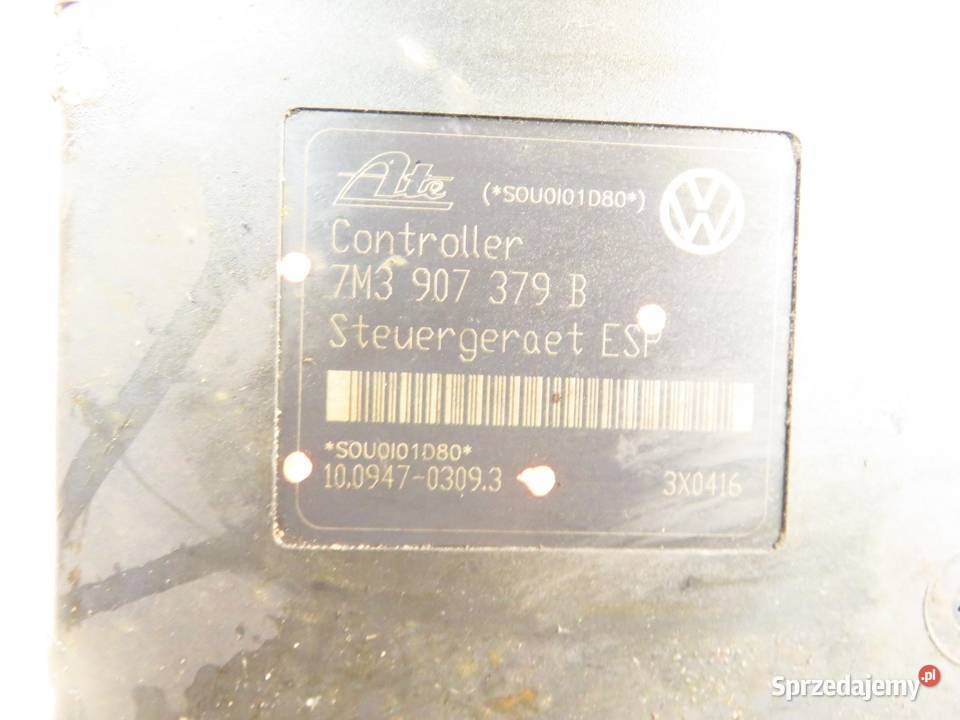 Ate (*SOU0I01D80*)
Controller
7M3 907 379 B
Steuergeraet ESP
*SOU0I01D80*
10.0947-0309.3 3X0416
Sprzedajemy.pl